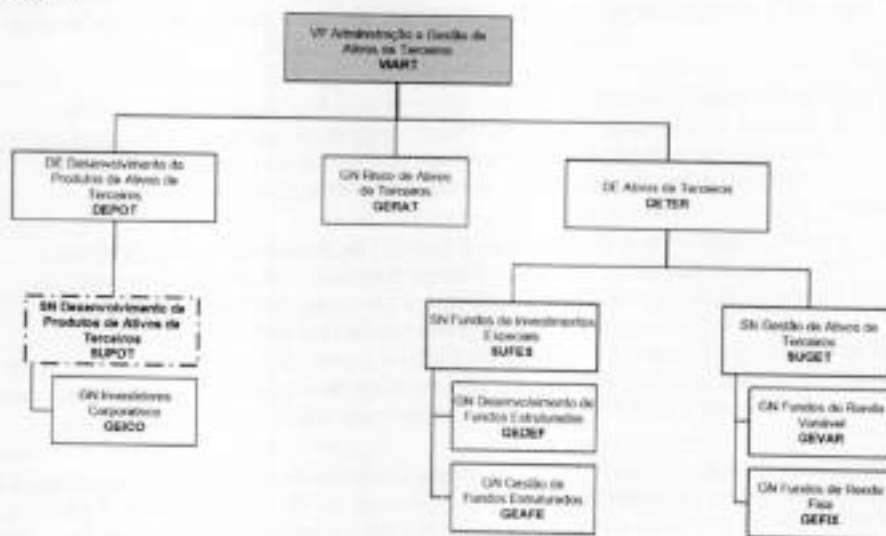 VP Administração e Gestão de
Ativos de Terceiros
VIART
DE Desenvolvimento de
Produtos de Ativos de
Terceiros
DEPOT
GN Risco de Ativos
de Terceiros
GERAT
DE Ativos de Terceiros
DETER
SN Desenvolvimento de
Produtos de Ativos de
Terceiros
SUPOT
GN Investidores
Corporativos
GEICO
SN Fundos de Investimentos
Especiais
SUFES
GN Desenvolvimento de
Fundos Estruturados
GEDEF
GN Gestão de
Fundos Estruturados
GEAFE
SN Gestão de Ativos de
Terceiros
SUGET
GN Fundos de Renda
Variável
GEVAR
GN Fundos de Renda
Fixa
GEFIX